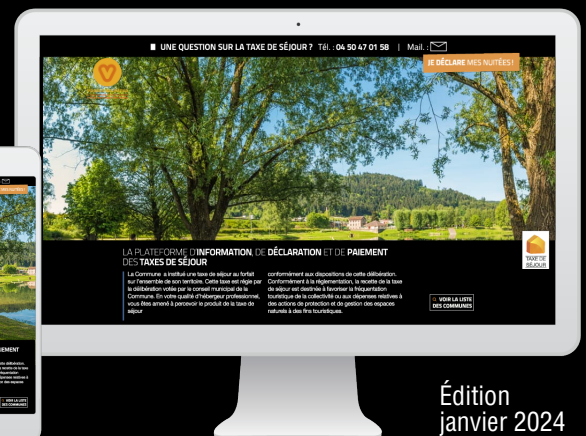 UNE QUESTION SUR LA TAXE DE SÉJOUR ? Tél. : 04 50 47 01 58 | Mail. :
JE DÉCLARE MES NUITÉES !
LA PLATEFORME D'INFORMATION, DE DÉCLARATION ET DE PAIEMENT
DES TAXES DE SÉJOUR
La Commune a institué une taxe de séjour au forfait
sur l'ensemble de son territoire. Cette taxe est régie par
la délibération votée par le conseil municipal de la
Commune. En votre qualité d'hébergeur professionnel,
vous êtes amené à percevoir le produit de la taxe de
séjour
conformément aux dispositions de cette délibération.
Conformément à la réglementation, la recette de la taxe
de séjour est destinée à favoriser la fréquentation
touristique de la collectivité ou aux dépenses relatives à
des actions de protection et de gestion des espaces
naturels à des fins touristiques.
TAXE DE
SÉJOUR
VOIR LA LISTE
DES COMMUNES
IEMENT
VOIR LA LISTE
DES COMMUNES
Édition
janvier 2024